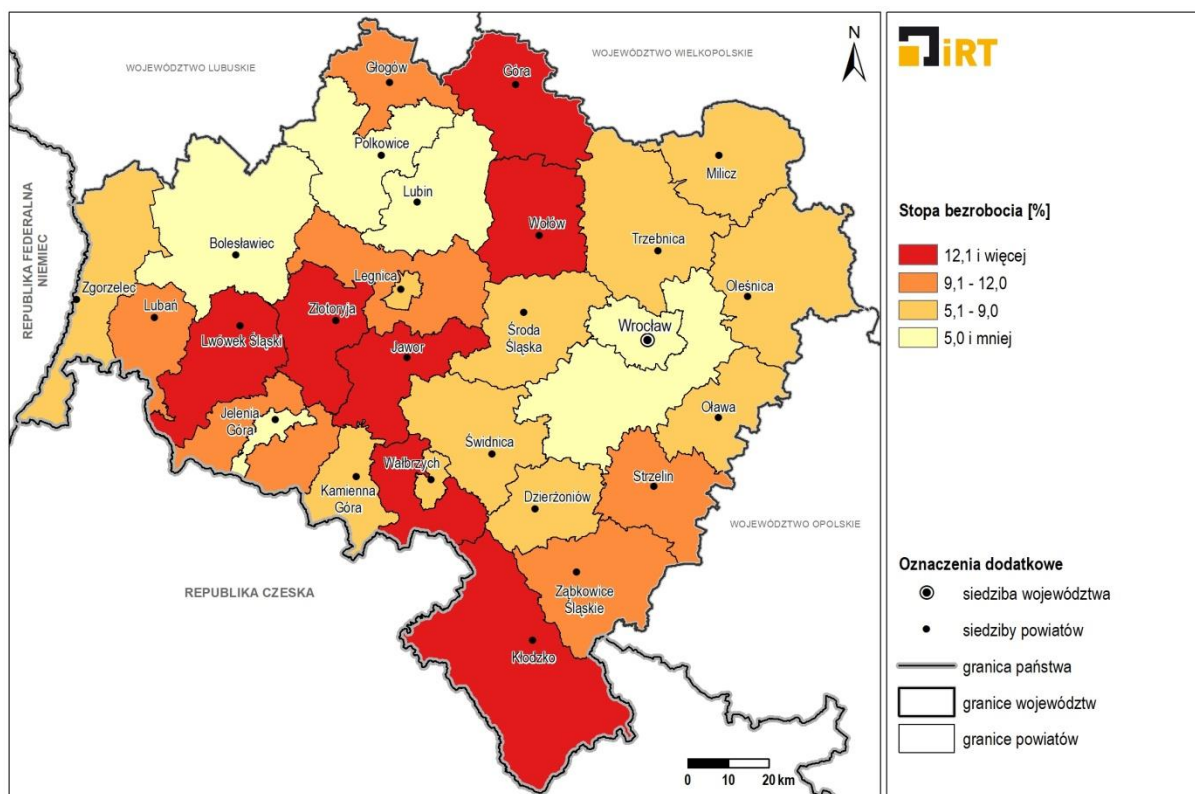 WOJEWÓDZTWO LUBUSKIE
WOJEWÓDZTWO WIELKOPOLSKIE
N
Głogów
Góra
Polkowice
Milicz
Lubin
Wołów
Trzebnica
Bolesławiec
REPUBLIKA FEDERALNA
NIEMIEC
Zgorzelec
Legnica
Oleśnica
Lubań
Złotoryja
Lwówek Śląski
Środa
Śląska
Wrocław
Jawor
Jelenia
Góra
Oława
Świdnica
Wałbrzych
Kamienna
Góra
Strzelin
Dzierżoniów
WOJEWÓDZTWO OPOLSKIE
REPUBLIKA CZESKA
Ząbkowice
Śląskie
Kłodzko
0 10 20 km
iRT
Stopa bezrobocia [%]
12,1 i więcej
9,1 - 12,0
5,1 - 9,0
5,0 i mniej
Oznaczenia dodatkowe
siedziba województwa
siedziby powiatów
granica państwa
granice województw
granice powiatów